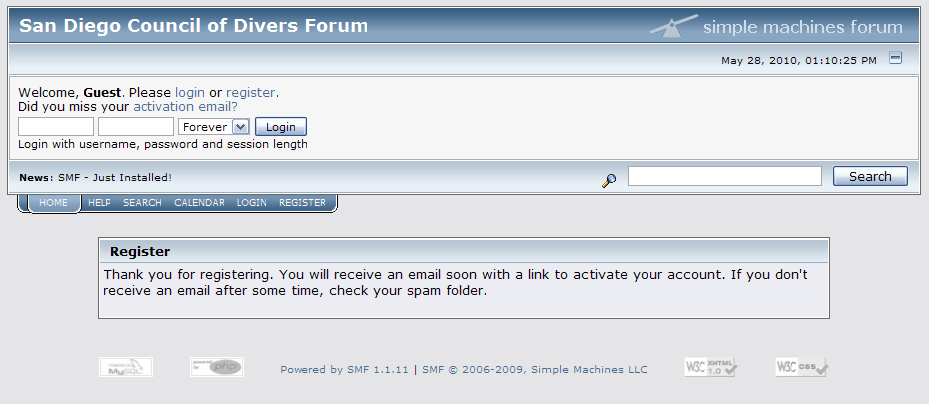 San Diego Council of Divers Forum
simple machines forum
May 28, 2010, 01:10:25 PM
Welcome, Guest. Please login or register.
Did you miss your activation email?
Forever Login
Login with username, password and session length
News: SMF - Just Installed!
Search
HOME HELP SEARCH CALENDAR LOGIN REGISTER
Register
Thank you for registering. You will receive an email soon with a link to activate your account. If you don't
receive an email after some time, check your spam folder.
POWERED BY
MySQL
powered by
php
Powered by SMF 1.1.11 | SMF © 2006-2009, Simple Machines LLC
W3C XHTML 1.0
W3C css